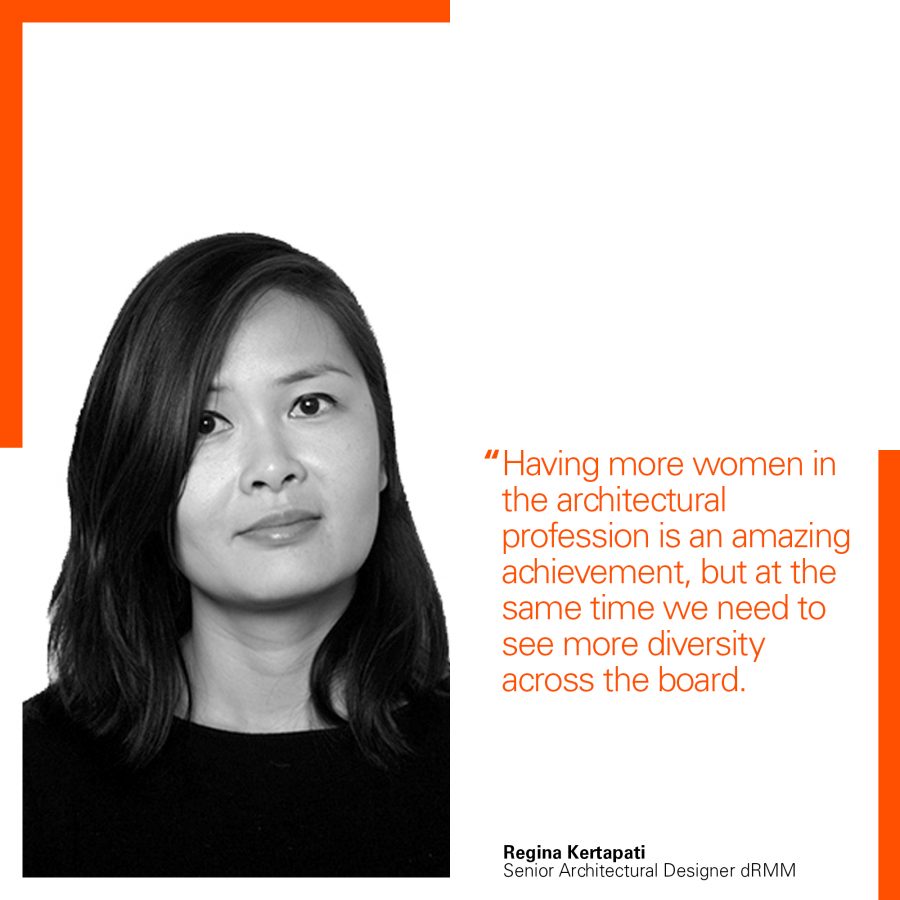 “Having more women in
the architectural
profession is an amazing
achievement, but at the
same time we need to
see more diversity
across the board.
Regina Kertapati
Senior Architectural Designer dRMM